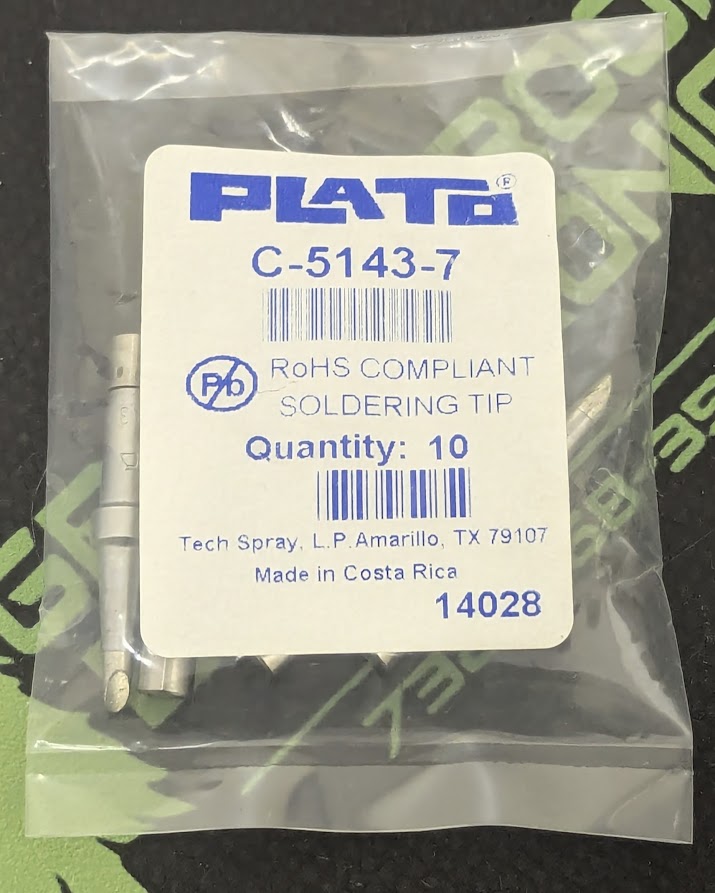 PLATO®
C-5143-7
Pb
RoHS COMPLIANT
SOLDERING TIP
Quantity: 10
Tech Spray, L.P. Amarillo, TX 79107
Made in Costa Rica
14028